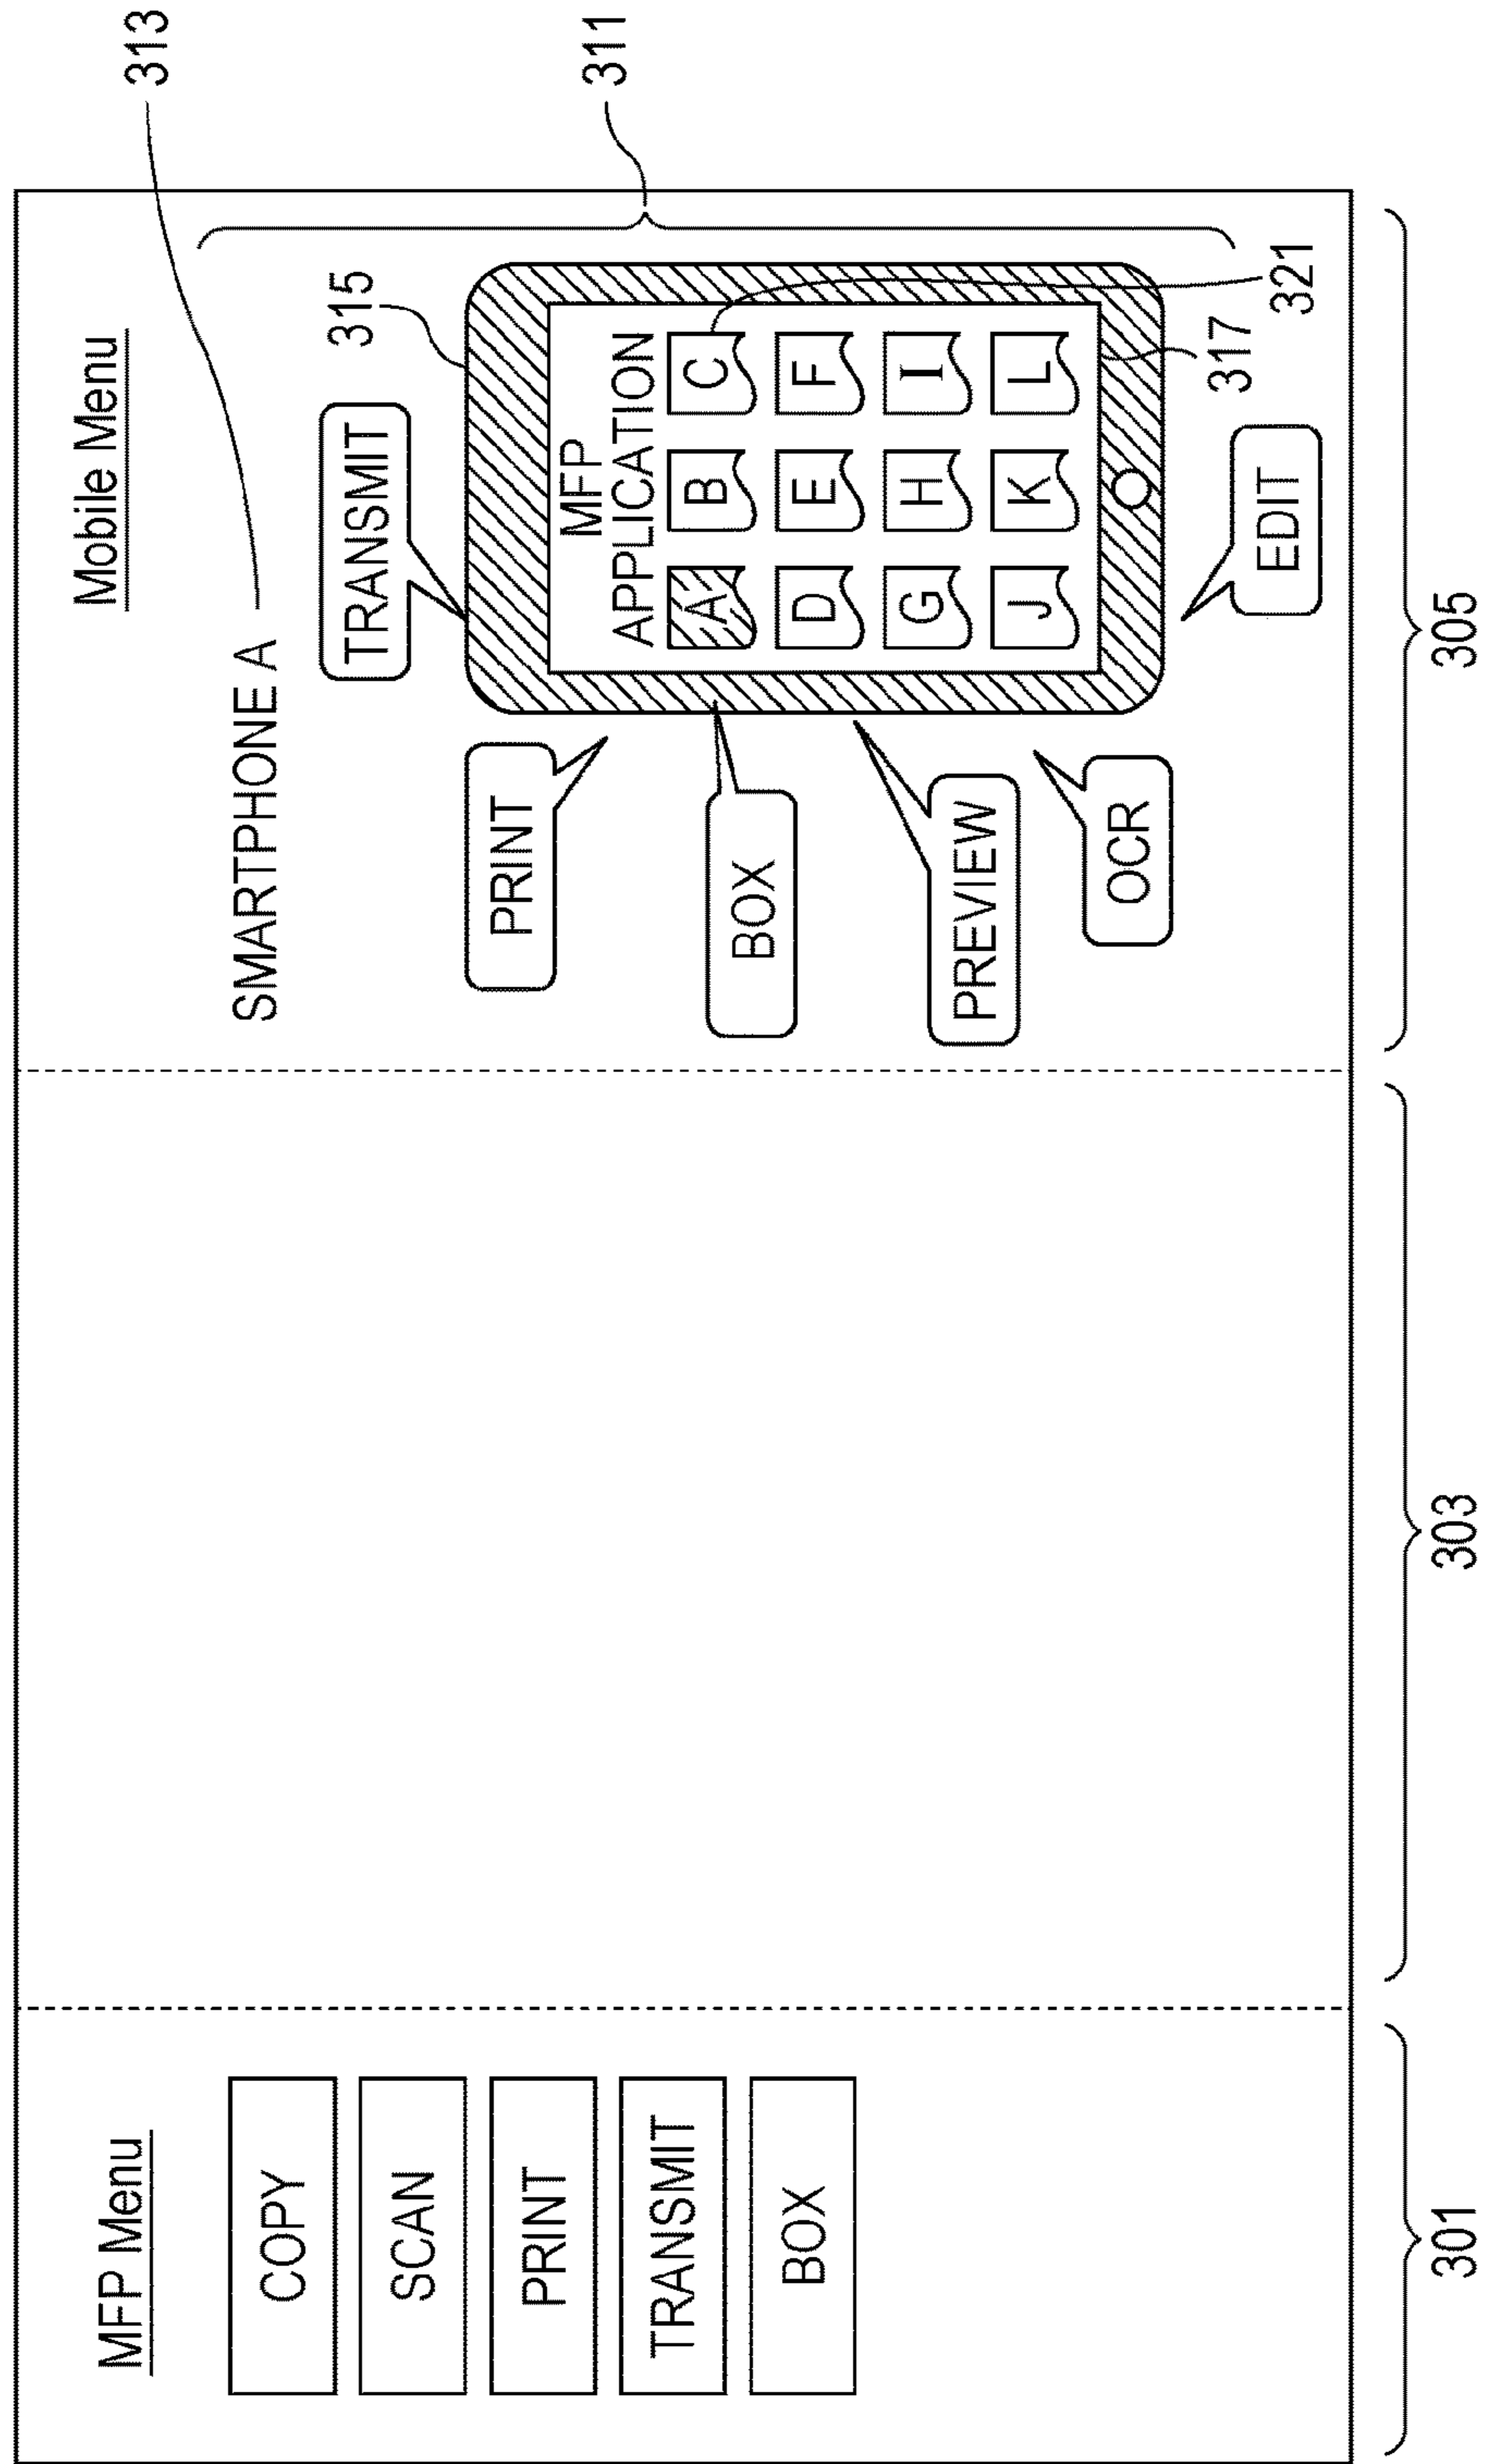 MFP Menu
COPY
SCAN
PRINT
TRANSMIT
BOX
Mobile Menu
SMARTPHONE A
313
TRANSMIT
315
PRINT
BOX
PREVIEW
OCR
EDIT
MFP
APPLICATION
A B C
D E F
G H I
J K L
311
317
321
301
303
305